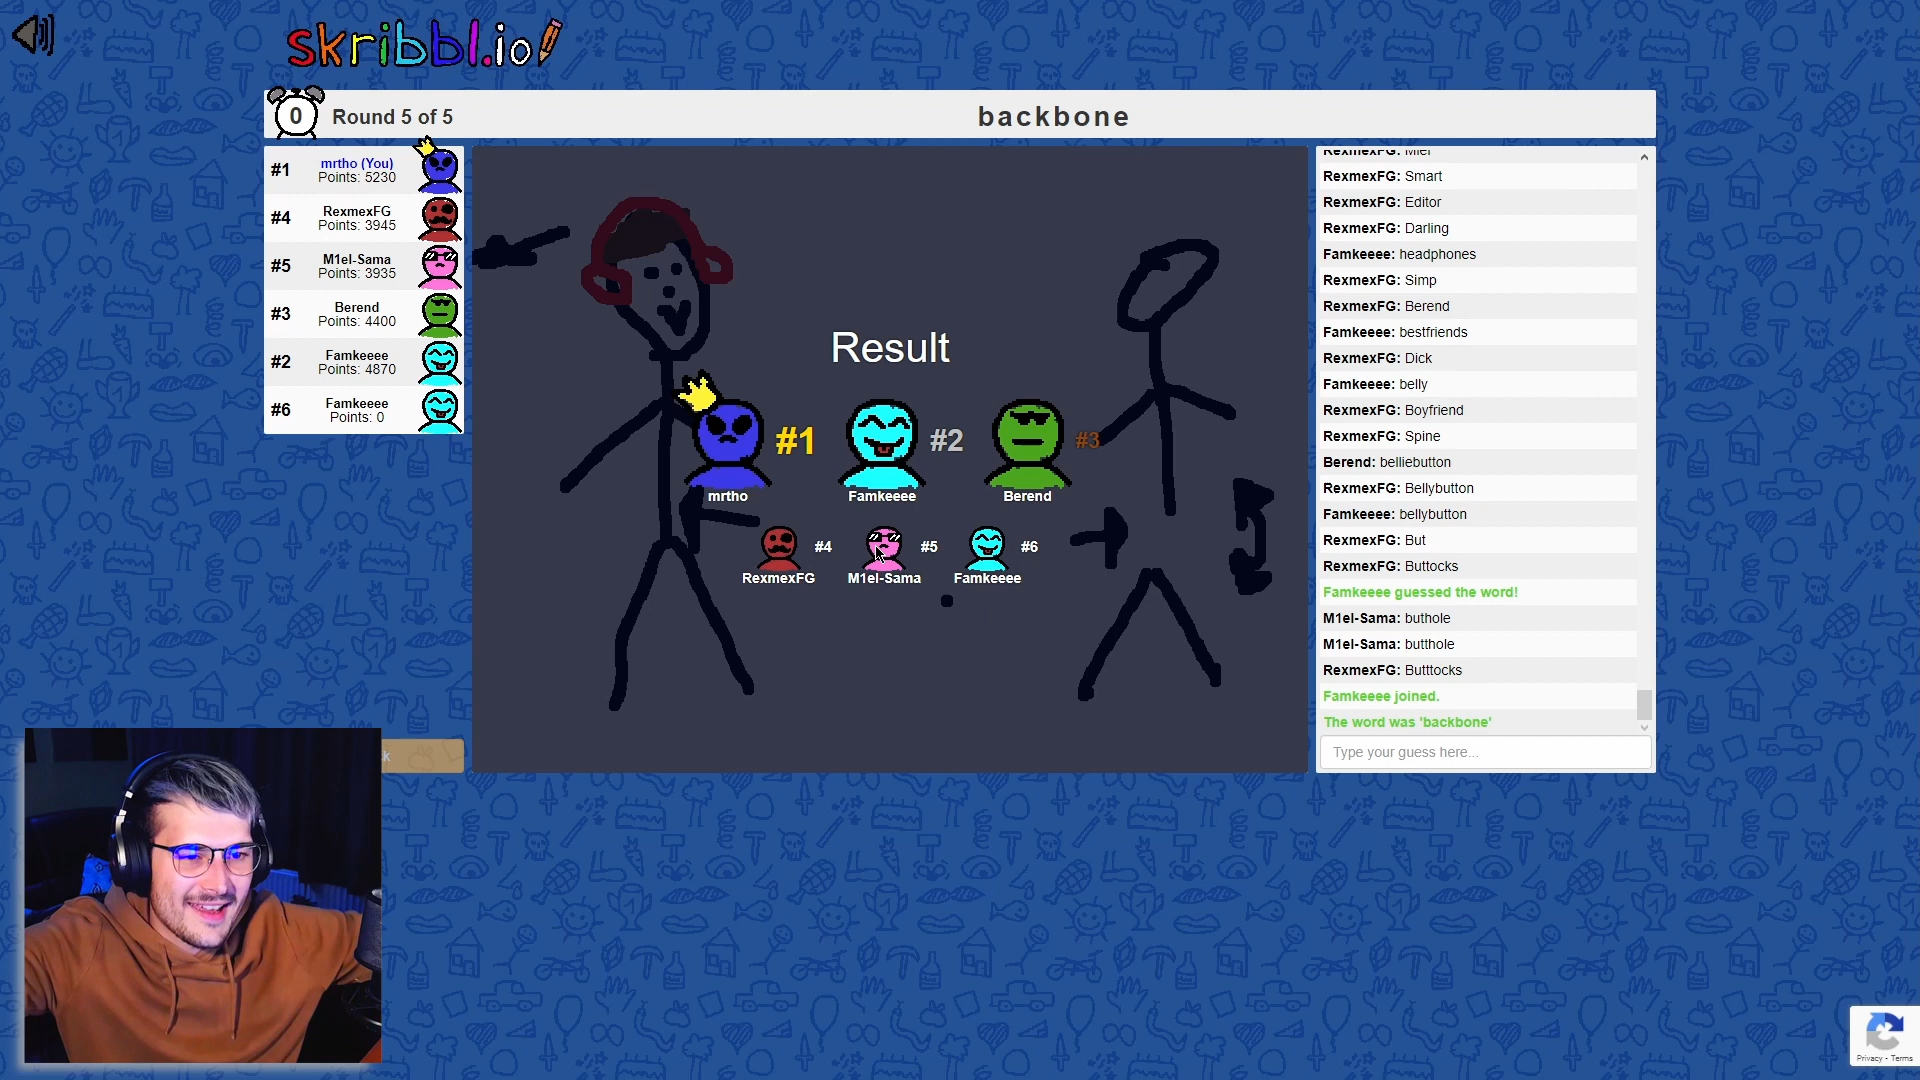 skribbl.io
0
Round 5 of 5
backbone
#1
mrtho (You)
Points: 5230
#4
RexmexFG
Points: 3945
#5
M1el-Sama
Points: 3935
#3
Berend
Points: 4400
#2
Famkeeee
Points: 4870
#6
Famkeeee
Points: 0
Result
#1
#2
#3
mrtho
Famkeeee
Berend
#4
#5
#6
RexmexFG
M1el-Sama
Famkeeee
RexmexFG: Miel
RexmexFG: Smart
RexmexFG: Editor
RexmexFG: Darling
Famkeeee: headphones
RexmexFG: Simp
RexmexFG: Berend
Famkeeee: bestfriends
RexmexFG: Dick
Famkeeee: belly
RexmexFG: Boyfriend
RexmexFG: Spine
Berend: belliebutton
RexmexFG: Bellybutton
Famkeeee: bellybutton
RexmexFG: But
RexmexFG: Buttocks
Famkeeee guessed the word!
M1el-Sama: buthole
M1el-Sama: butthole
RexmexFG: Butttocks
Famkeeee joined.
The word was 'backbone'
Type your guess here...
Privacy - Terms